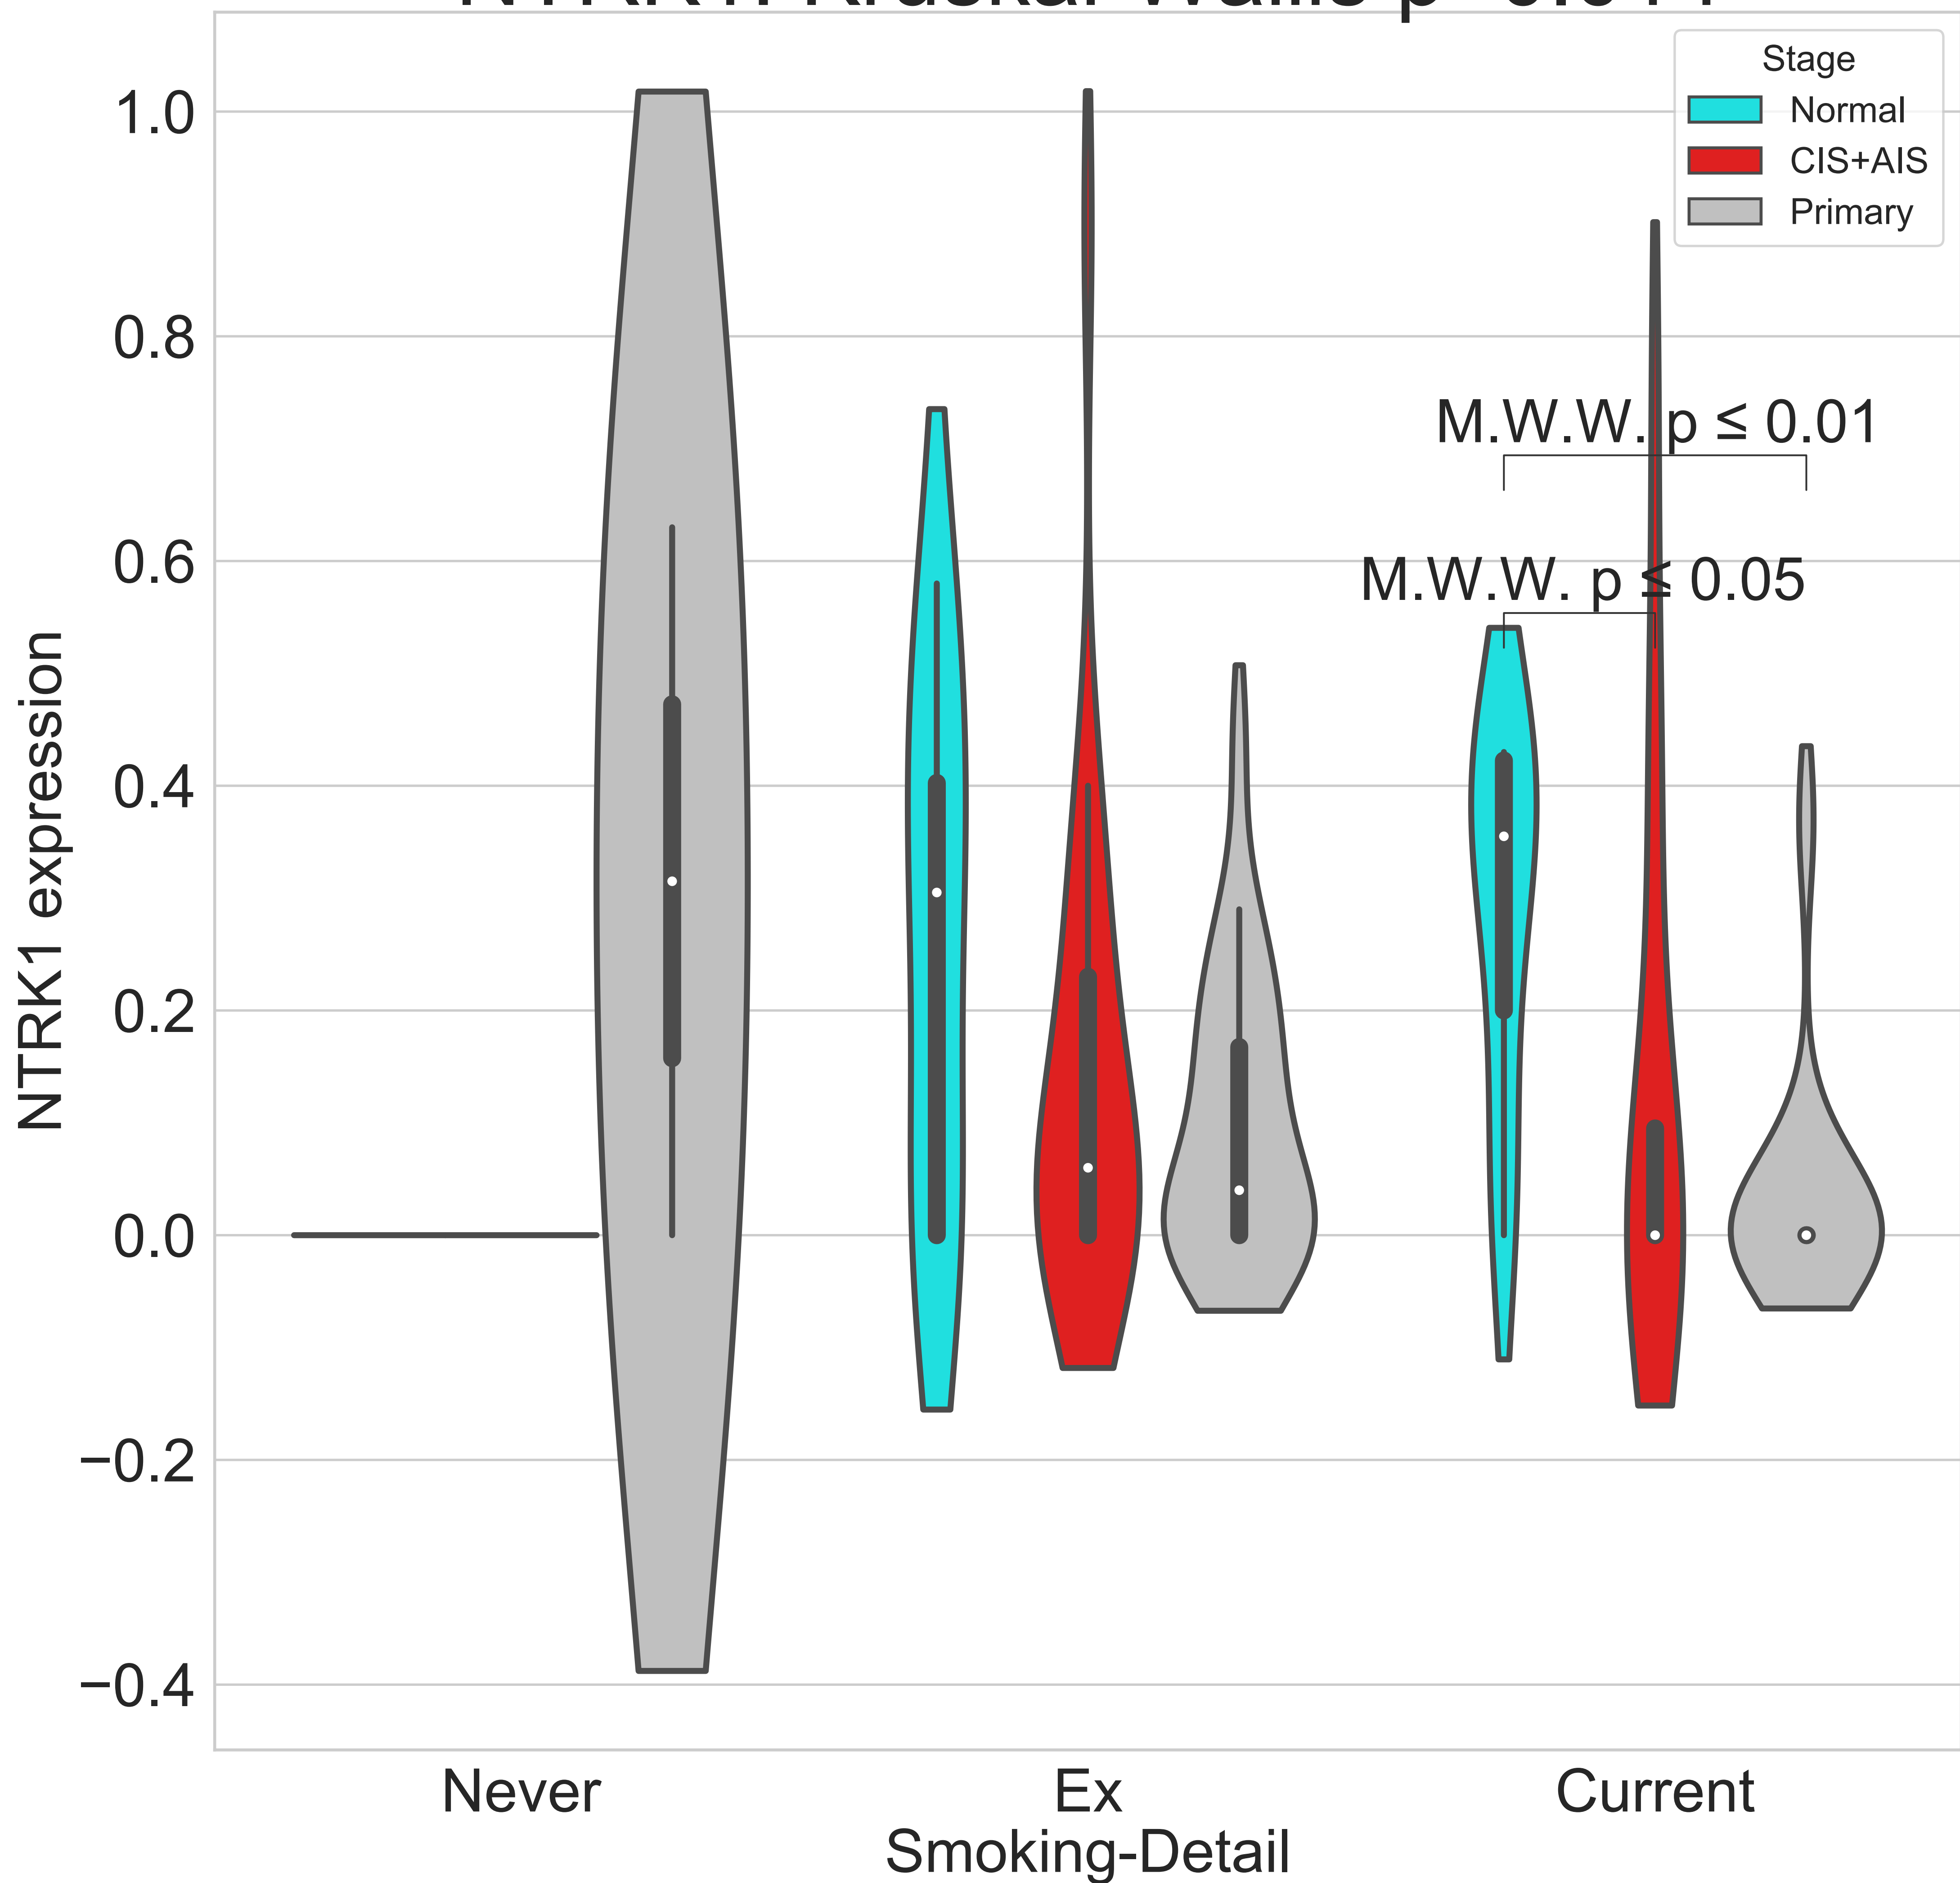 Stage
Normal
CIS+AIS
Primary
1.0
0.8
0.6
0.4
0.2
0.0
−0.2
−0.4
NTRK1 expression
M.W.W. p ≤ 0.01
M.W.W. p ≤ 0.05
Never
Ex
Current
Smoking-Detail